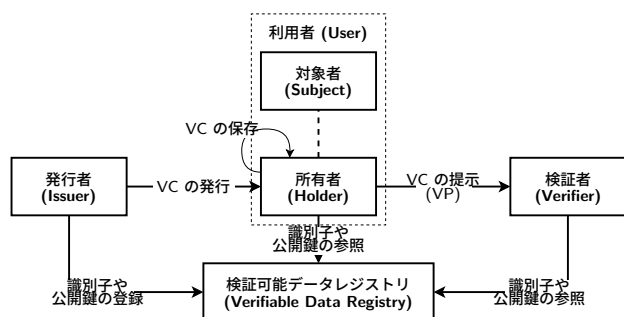 利用者 (User)
対象者
(Subject)
VC の保存
発行者
(Issuer)
VC の発行
所有者
(Holder)
VC の提示
(VP)
検証者
(Verifier)
識別子や
公開鍵の参照
識別子や
公開鍵の登録
検証可能データレジストリ
(Verifiable Data Registry)
識別子や
公開鍵の参照